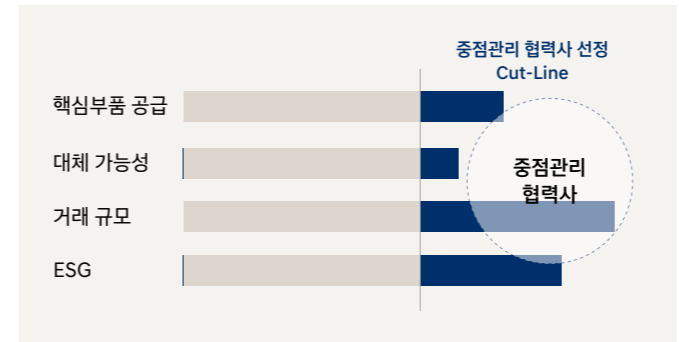 중점관리 협력사 선정
Cut-Line
핵심부품 공급
대체 가능성
중점관리
협력사
거래 규모
ESG